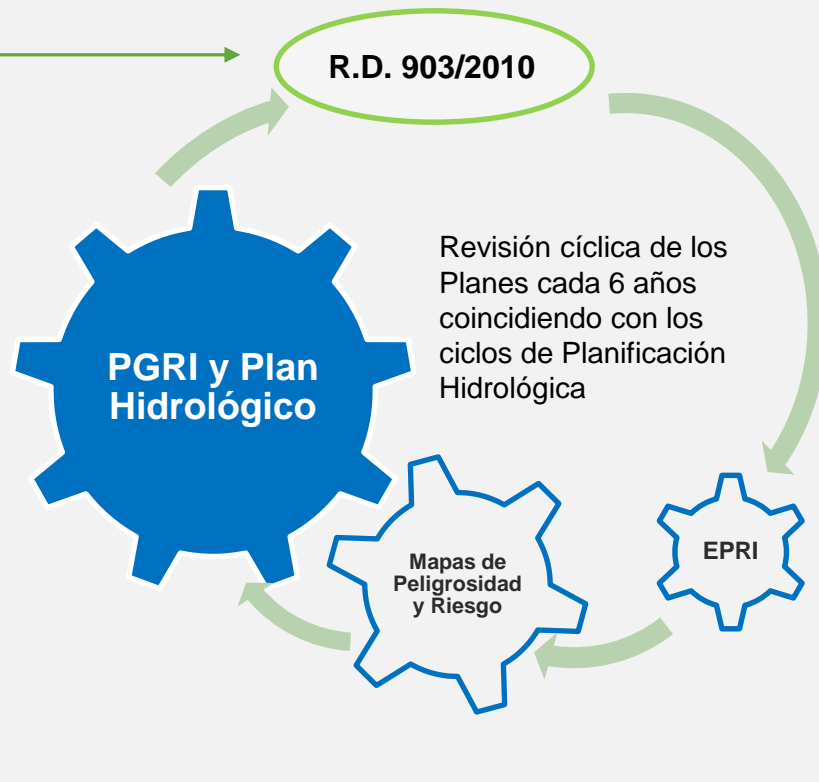 R.D. 903/2010
Revisión cíclica de los
Planes cada 6 años
coincidiendo con los
ciclos de Planificación
Hidrológica
PGRI y Plan
Hidrológico
Mapas de
Peligrosidad
y Riesgo
EPRI